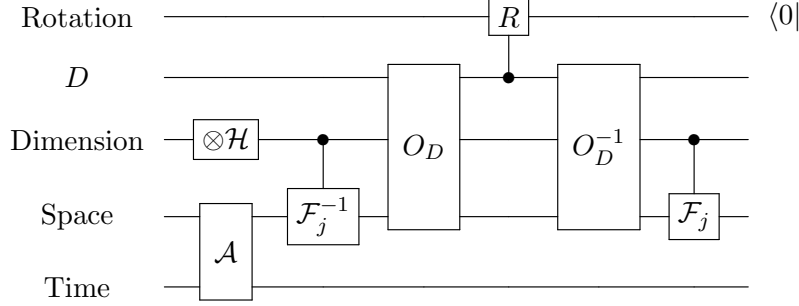 Rotation R ⟨0|
D
Dimension ⊗ℋ O_D O_D^{-1}
Space 𝓕_j^{-1} 𝓕_j
𝒜
Time